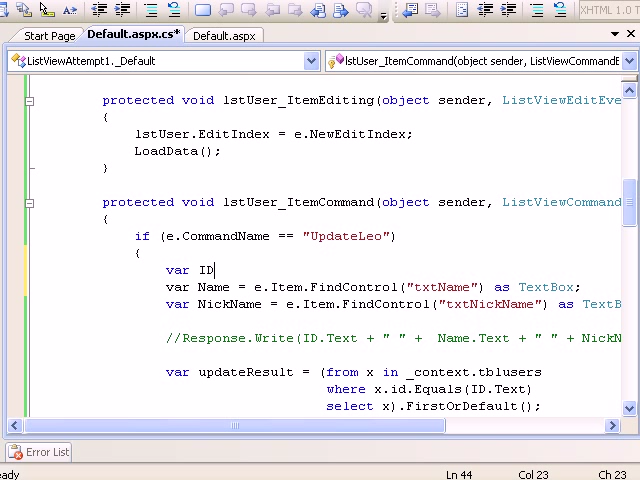 XHTML 1.0 T
Start Page
Default.aspx.cs*
Default.aspx
ListViewAttempt1._Default
lstUser_ItemCommand(object sender, ListViewCommandE
protected void lstUser_ItemEditing(object sender, ListViewEditEve
{
lstUser.EditIndex = e.NewEditIndex;
LoadData();
}
protected void lstUser_ItemCommand(object sender, ListViewCommand
{
if (e.CommandName == "UpdateLeo")
{
var ID
var Name = e.Item.FindControl("txtName") as TextBox;
var NickName = e.Item.FindControl("txtNickName") as TextB
//Response.Write(ID.Text + " " +  Name.Text + " " + NickN
var updateResult = (from x in _context.tblusers
where x.id.Equals(ID.Text)
select x).FirstOrDefault();
Error List
eady
Ln 44
Col 23
Ch 23